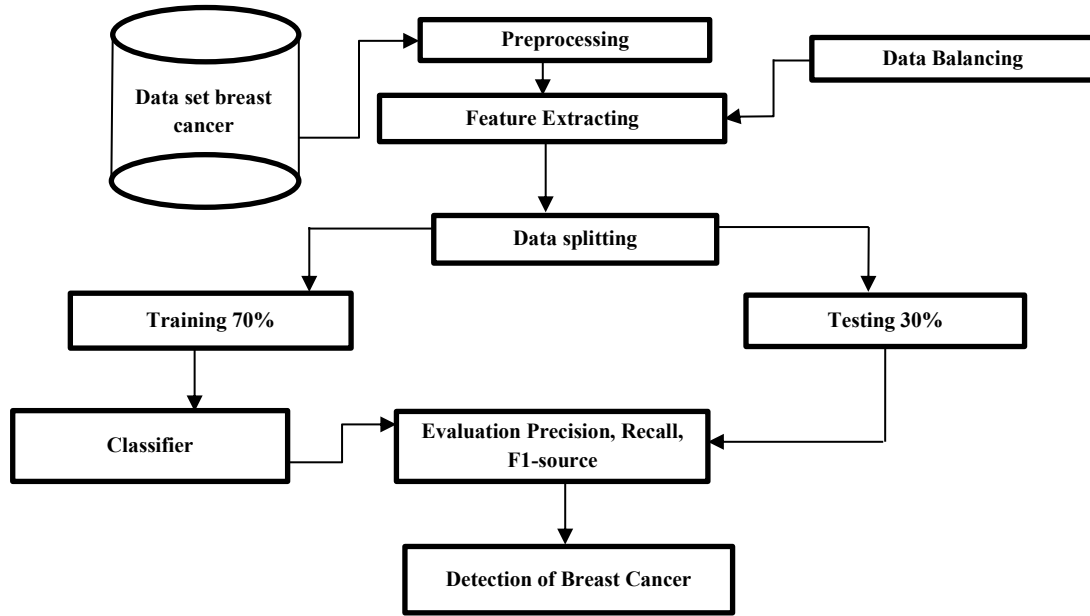 Preprocessing
Data Balancing
Data set breast
cancer
Feature Extracting
Data splitting
Training 70%
Testing 30%
Classifier
Evaluation Precision, Recall,
F1-source
Detection of Breast Cancer